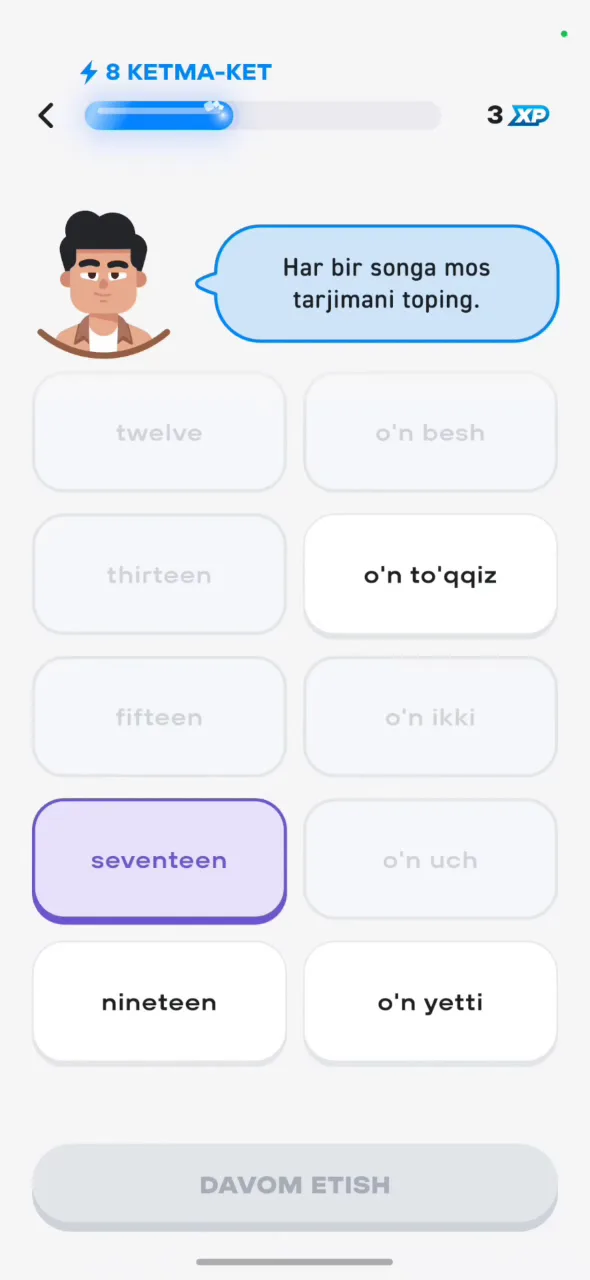 8 KETMA-KET
3 XP
Har bir songa mos
tarjimani toping.
twelve
o'n besh
thirteen
o'n to'qqiz
fifteen
o'n ikki
seventeen
o'n uch
nineteen
o'n yetti
DAVOM ETISH